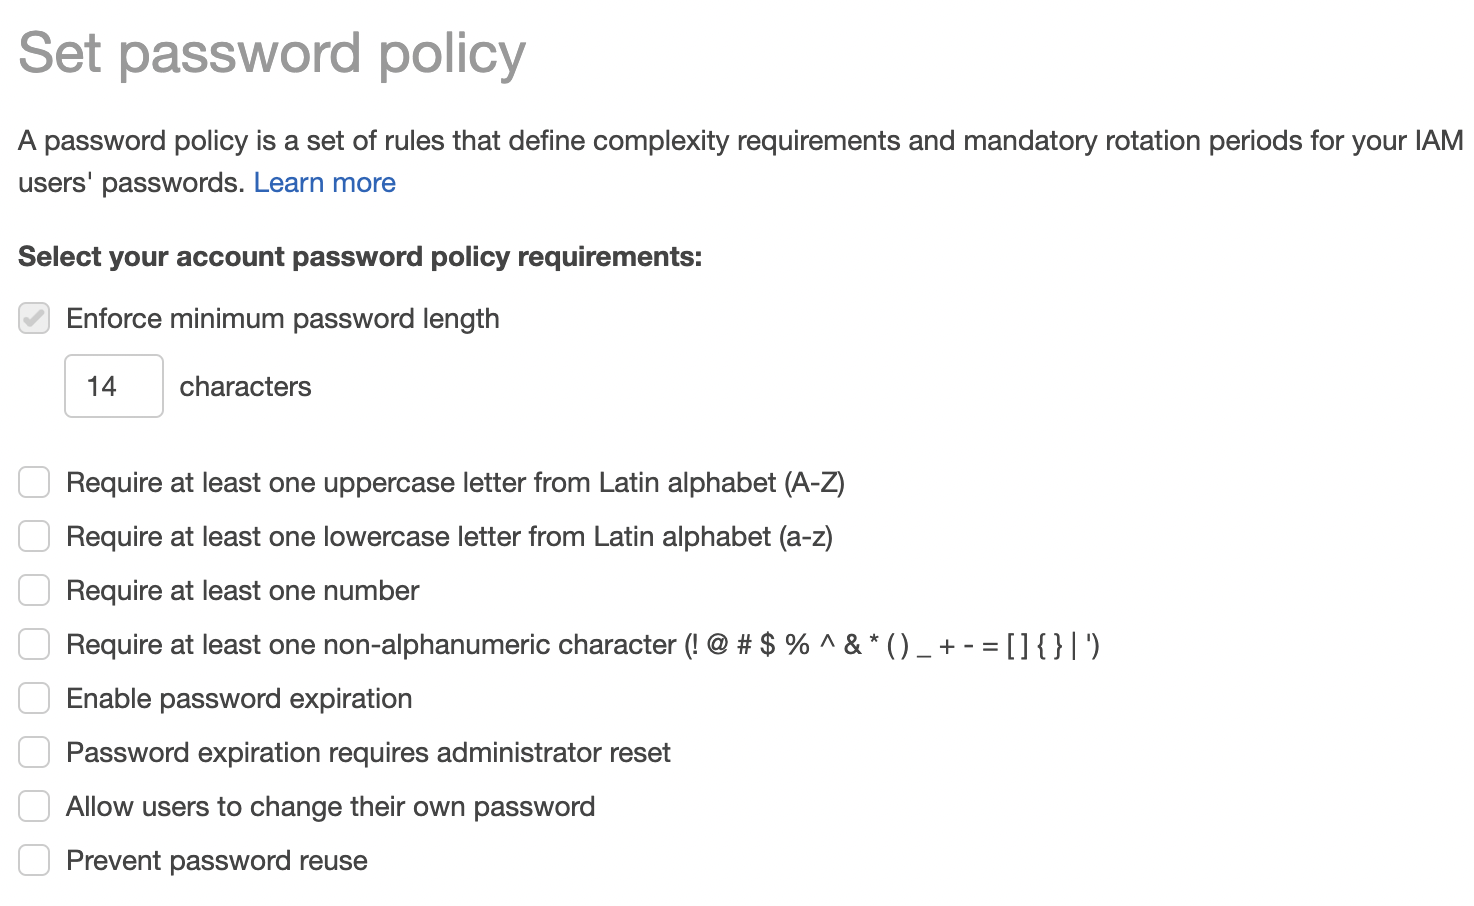 Set password policy
A password policy is a set of rules that define complexity requirements and mandatory rotation periods for your IAM
users' passwords. Learn more
Select your account password policy requirements:
Enforce minimum password length
14 characters
Require at least one uppercase letter from Latin alphabet (A-Z)
Require at least one lowercase letter from Latin alphabet (a-z)
Require at least one number
Require at least one non-alphanumeric character (! @ # $ % ^ & * ( ) _ + - = [ ] { } | ')
Enable password expiration
Password expiration requires administrator reset
Allow users to change their own password
Prevent password reuse